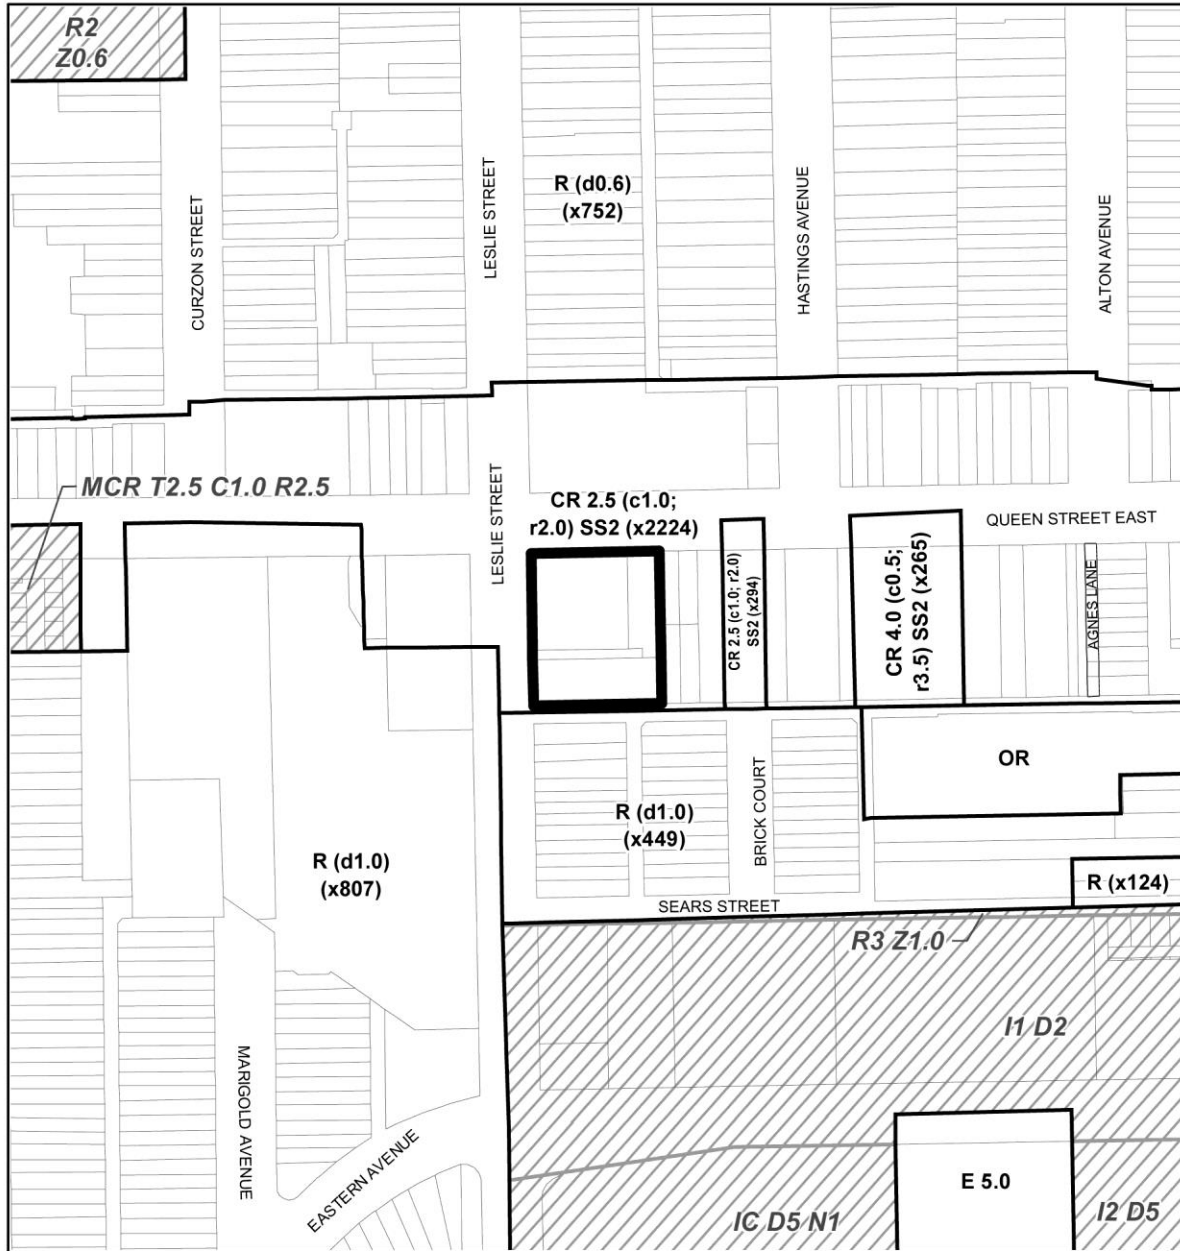 R2
Z0.6
CURZON STREET
LESLIE STREET
R (d0.6)
(x752)
HASTINGS AVENUE
ALTON AVENUE
MCR T2.5 C1.0 R2.5
LESLIE STREET
CR 2.5 (c1.0;
r2.0) SS2 (x2224)
QUEEN STREET EAST
CR 2.5 (c1.0; r2.0)
SS2 (x294)
CR 4.0 (c0.5;
r3.5) SS2 (x265)
AGNES LANE
OR
R (d1.0)
(x449)
BRICK COURT
R (d1.0)
(x807)
R (x124)
SEARS STREET
R3 Z1.0
I1 D2
MARIGOLD AVENUE
EASTERN AVENUE
E 5.0
IC D5 N1
I2 D5